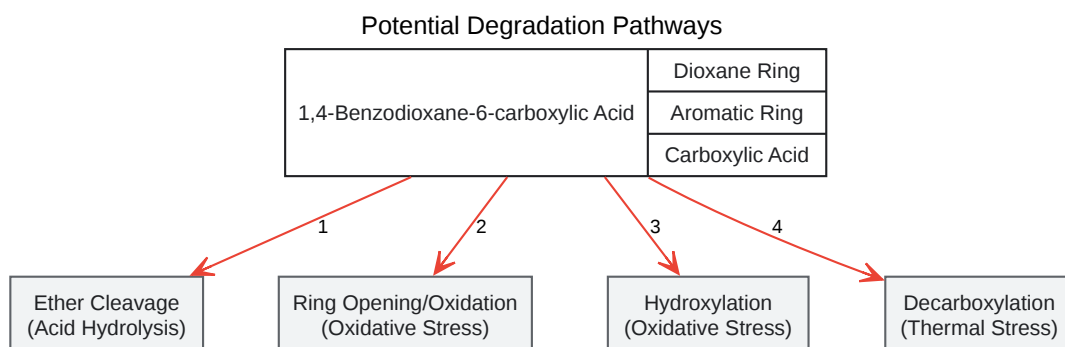 Potential Degradation Pathways
1,4-Benzodioxane-6-carboxylic Acid
Dioxane Ring
Aromatic Ring
Carboxylic Acid
1
2
3
4
Ether Cleavage
(Acid Hydrolysis)
Ring Opening/Oxidation
(Oxidative Stress)
Hydroxylation
(Oxidative Stress)
Decarboxylation
(Thermal Stress)